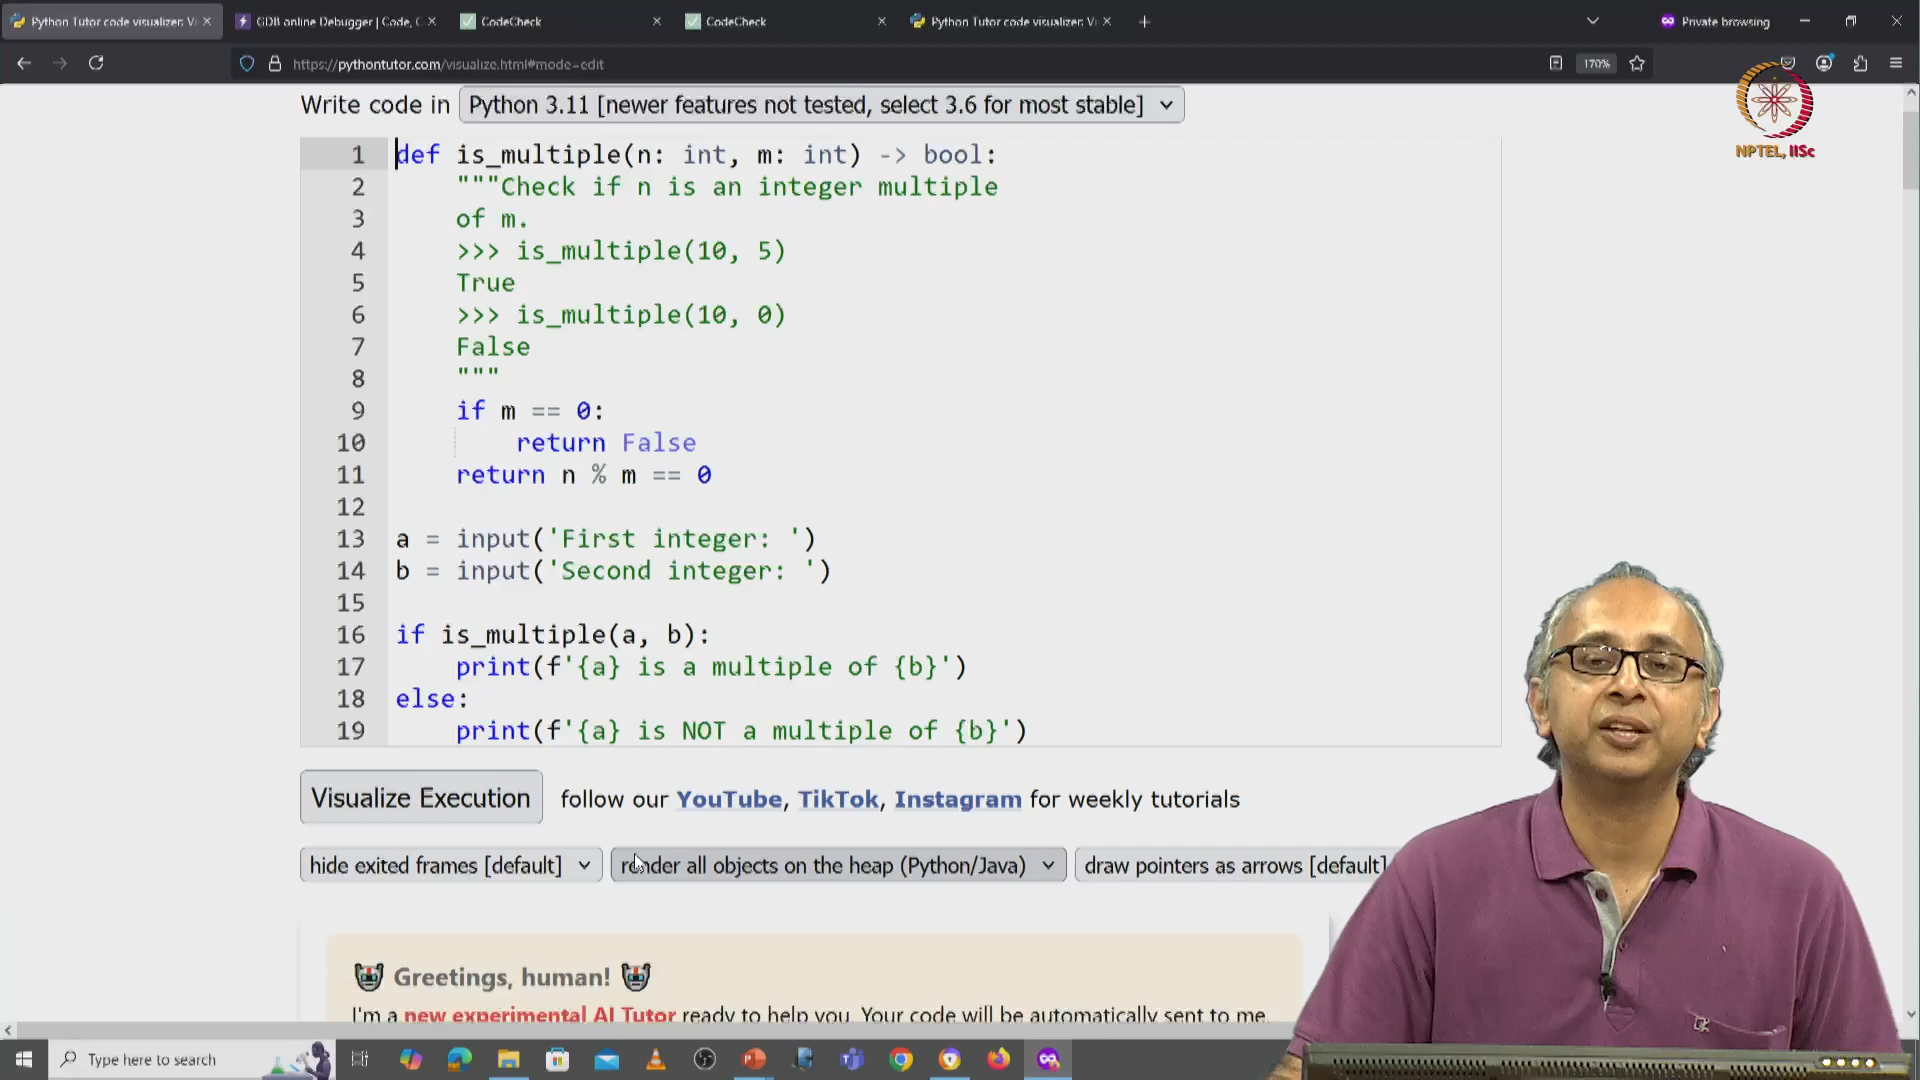 Python Tutor code visualizer: Vi
GDB online Debugger | Code, C
CodeCheck
CodeCheck
Python Tutor code visualizer: Vi
Private browsing
https://pythontutor.com/visualize.html#mode=edit
170%
NPTEL, IISc
Write code in Python 3.11 [newer features not tested, select 3.6 for most stable]
1 def is_multiple(n: int, m: int) -> bool:
2 """Check if n is an integer multiple
3 of m.
4 >>> is_multiple(10, 5)
5 True
6 >>> is_multiple(10, 0)
7 False
8 """
9 if m == 0:
10 return False
11 return n % m == 0
12
13 a = input('First integer: ')
14 b = input('Second integer: ')
15
16 if is_multiple(a, b):
17 print(f'{a} is a multiple of {b}')
18 else:
19 print(f'{a} is NOT a multiple of {b}')
Visualize Execution follow our YouTube, TikTok, Instagram for weekly tutorials
hide exited frames [default] render all objects on the heap (Python/Java) draw pointers as arrows [default]
Greetings, human!
I'm a new experimental AI Tutor ready to help you. Your code will be automatically sent to me.
Type here to search